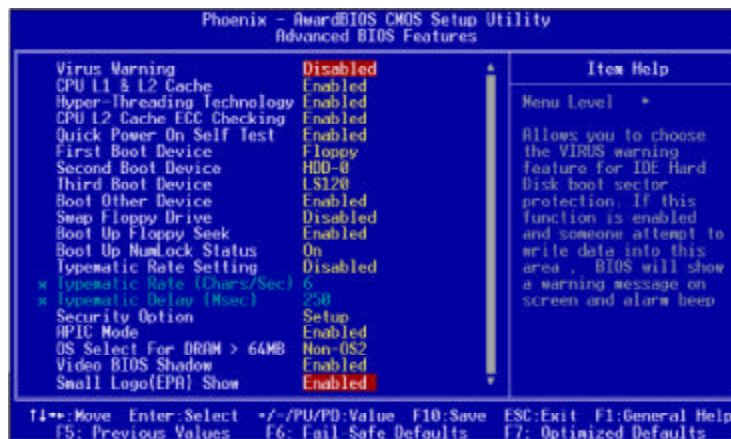 Phoenix - AwardBIOS CMOS Setup Utility
Advanced BIOS Features
Virus Warning Disabled
CPU L1 & L2 Cache Enabled
Hyper-Threading Technology Enabled
CPU L2 Cache ECC Checking Enabled
Quick Power On Self Test Enabled
First Boot Device Floppy
Second Boot Device HDD-0
Third Boot Device LS120
Boot Other Device Enabled
Swap Floppy Drive Disabled
Boot Up Floppy Seek Enabled
Boot Up NumLock Status On
Typematic Rate Setting Disabled
x Typematic Rate (Chars/Sec) 6
x Typematic Delay (Msec) 250
Security Option Setup
APIC Mode Enabled
OS Select For DRAM > 64MB Non-OS2
Video BIOS Shadow Enabled
Small Logo(EPA) Show Enabled
Item Help
Menu Level
Allows you to choose
the VIRUS warning
feature for IDE Hard
Disk boot sector
protection. If this
function is enabled
and someone attempt to
write data into this
area , BIOS will show
a warning message on
screen and alarm beep
↑↓→←:Move Enter:Select +/-/PU/PD:Value F10:Save ESC:Exit F1:General Help
F5: Previous Values F6: Fail-Safe Defaults F7: Optimized Defaults